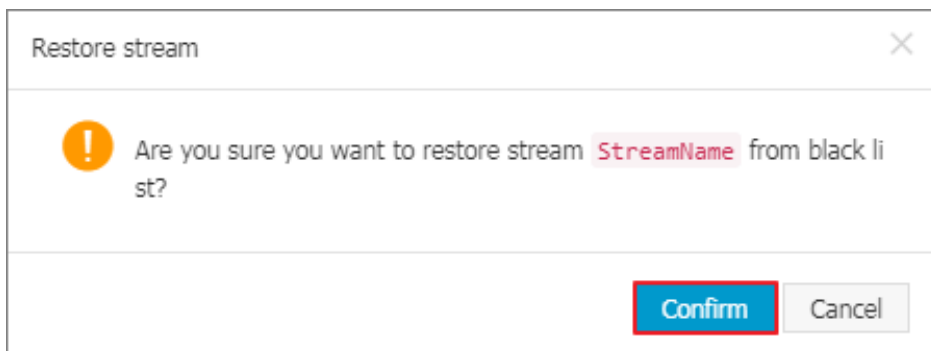 Restore stream
Are you sure you want to restore stream StreamName from black li
st?
Confirm Cancel